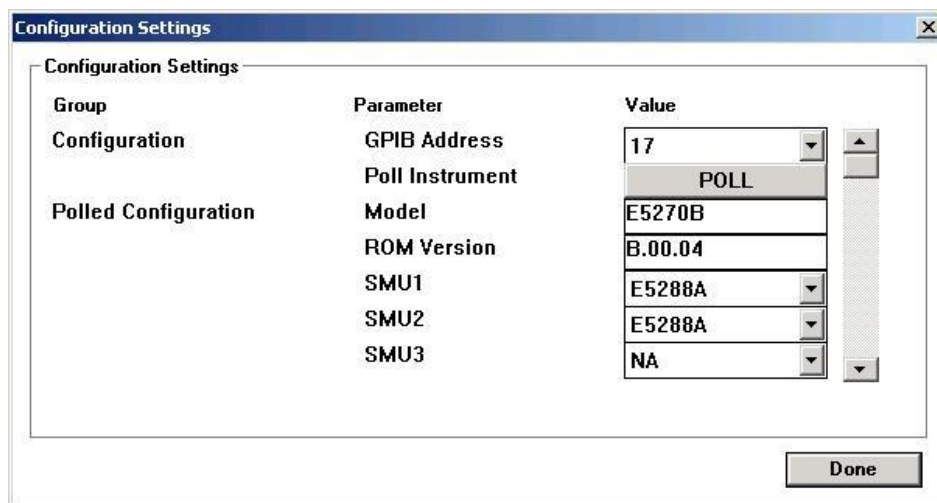 Configuration Settings
Configuration Settings
Group Parameter Value
Configuration GPIB Address 17
Poll Instrument POLL
Polled Configuration Model E5270B
ROM Version B.00.04
SMU1 E5288A
SMU2 E5288A
SMU3 NA
Done